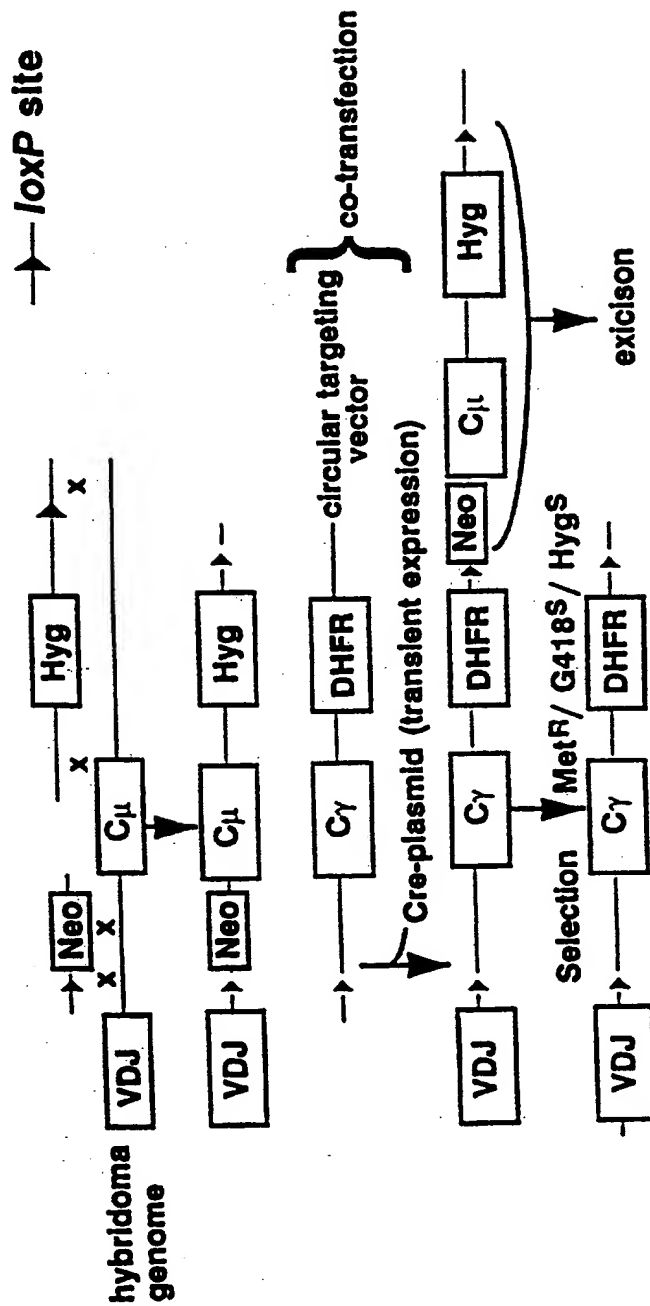 loxP site
Neo
Hyg
x x
x
x
hybridoma
genome
VDJ
Cμ
VDJ
Neo
Cμ
Hyg
Cγ
DHFR
circular targeting
vector
co-transfection
Cre-plasmid (transient expression)
VDJ
Cγ
DHFR
Neo
Cμ
Hyg
exicison
Selection
MetR/ G418S/ HygS
VDJ
Cγ
DHFR